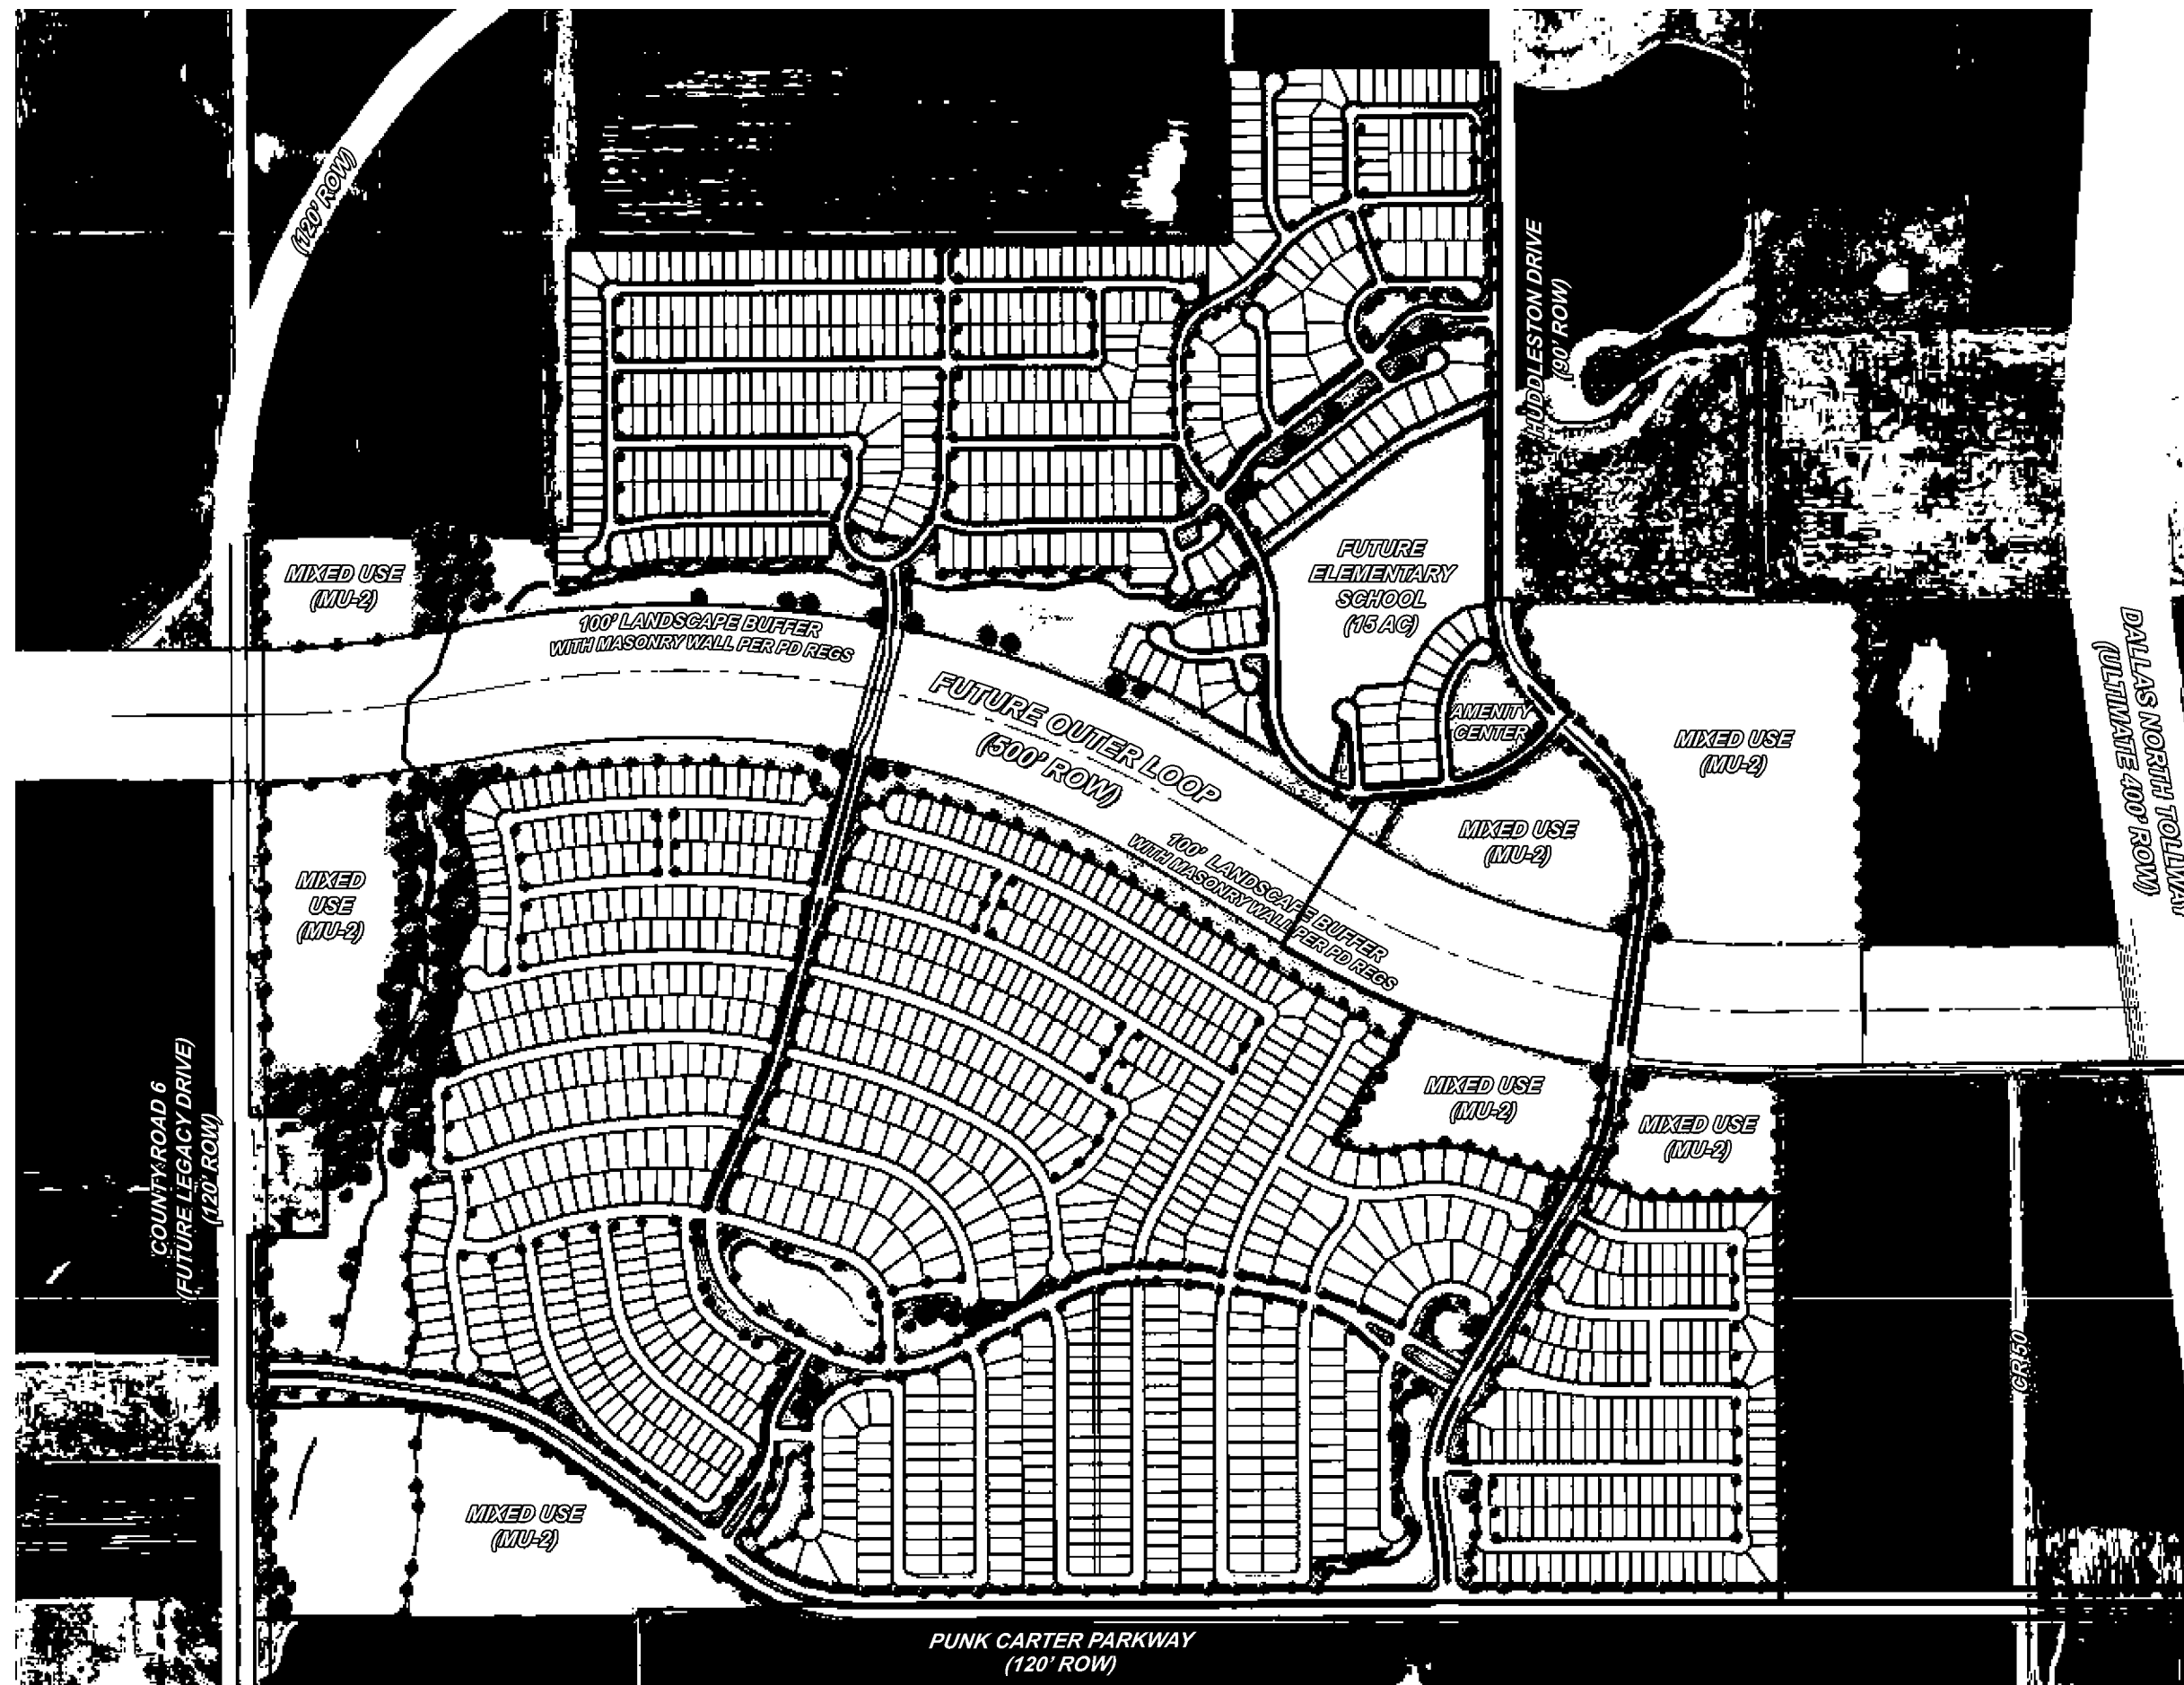 (120' ROW)
HUDDLESTON DRIVE
(90' ROW)
MIXED USE
(MU-2)
FUTURE
ELEMENTARY
SCHOOL
(15 AC)
100' LANDSCAPE BUFFER
WITH MASONRY WALL PER PD REGS
DALLAS NORTH TOLLWAY
(ULTIMATE 400' ROW)
FUTURE OUTER LOOP
(500' ROW)
AMENITY
CENTER
MIXED USE
(MU-2)
MIXED USE
(MU-2)
100' LANDSCAPE BUFFER
WITH MASONRY WALL PER PD REGS
MIXED
USE
(MU-2)
MIXED USE
(MU-2)
MIXED USE
(MU-2)
COUNTY ROAD 6
(FUTURE LEGACY DRIVE)
(120' ROW)
CR 50
MIXED USE
(MU-2)
PUNK CARTER PARKWAY
(120' ROW)